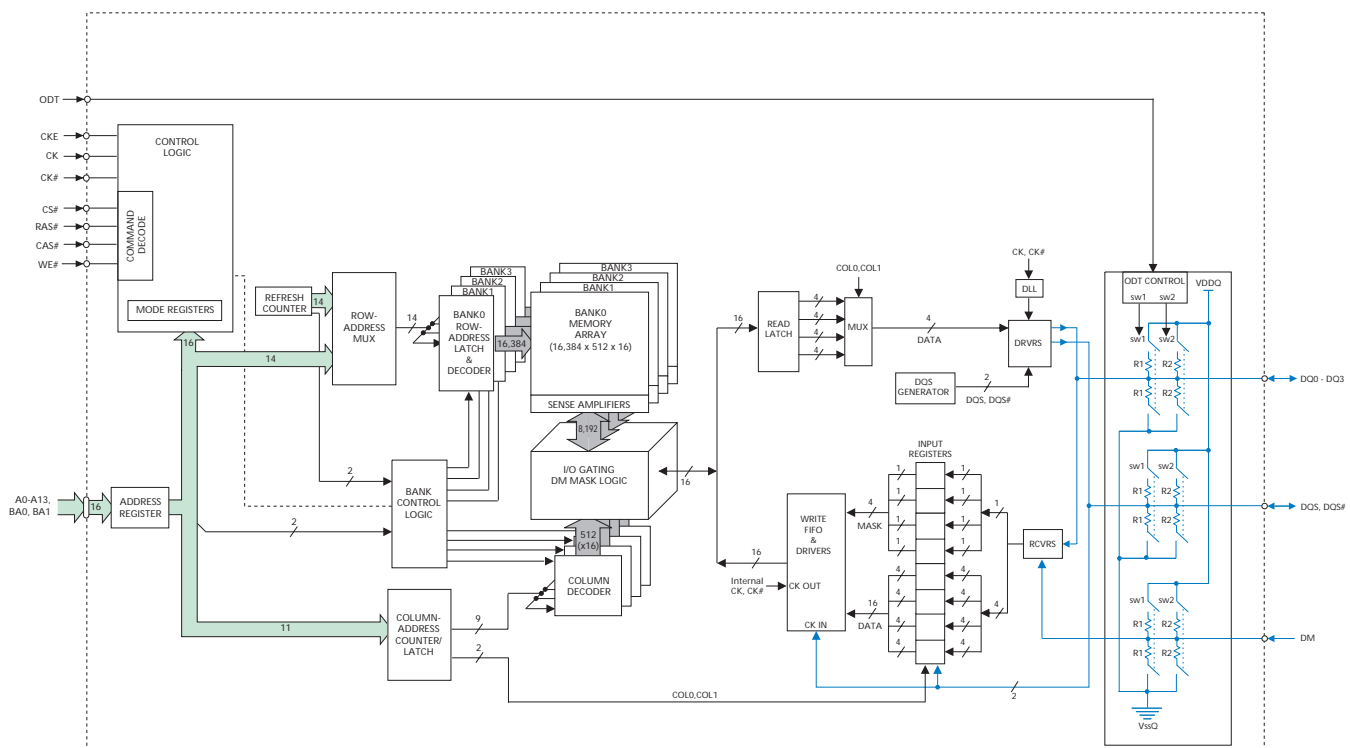 ODT
CKE
CK
CK#
CS#
RAS#
CAS#
WE#
CONTROL
LOGIC
COMMAND
DECODE
MODE REGISTERS
16
REFRESH
COUNTER
14
14
ROW-
ADDRESS
MUX
14
BANK3
BANK2
BANK1
BANK0
ROW-
ADDRESS
LATCH
&
DECODER
16,384
BANK3
BANK2
BANK1
BANK0
MEMORY
ARRAY
(16,384 x 512 x 16)
SENSE AMPLIFIERS
8,192
I/O GATING
DM MASK LOGIC
16
512
(x16)
COLUMN
DECODER
2
2
BANK
CONTROL
LOGIC
A0-A13,
BA0, BA1
16
ADDRESS
REGISTER
11
COLUMN-
ADDRESS
COUNTER/
LATCH
9
2
COL0,COL1
16
READ
LATCH
4
4
4
4
COL0,COL1
MUX
4
DATA
CK, CK#
DLL
DRVRS
DQS
GENERATOR
2
DQS, DQS#
INPUT
REGISTERS
1
1
1
1
1
1
1
1
1
4
MASK
4
4
4
4
4
4
4
4
4
16
DATA
WRITE
FIFO
&
DRIVERS
CK OUT
CK IN
Internal
CK, CK#
16
RCVRS
2
ODT CONTROL
sw1
sw2
VDDQ
sw1
sw2
R1
R2
R1
R2
sw1
sw2
R1
R2
R1
R2
sw1
sw2
R1
R2
R1
R2
VssQ
DQ0 - DQ3
DQS, DQS#
DM